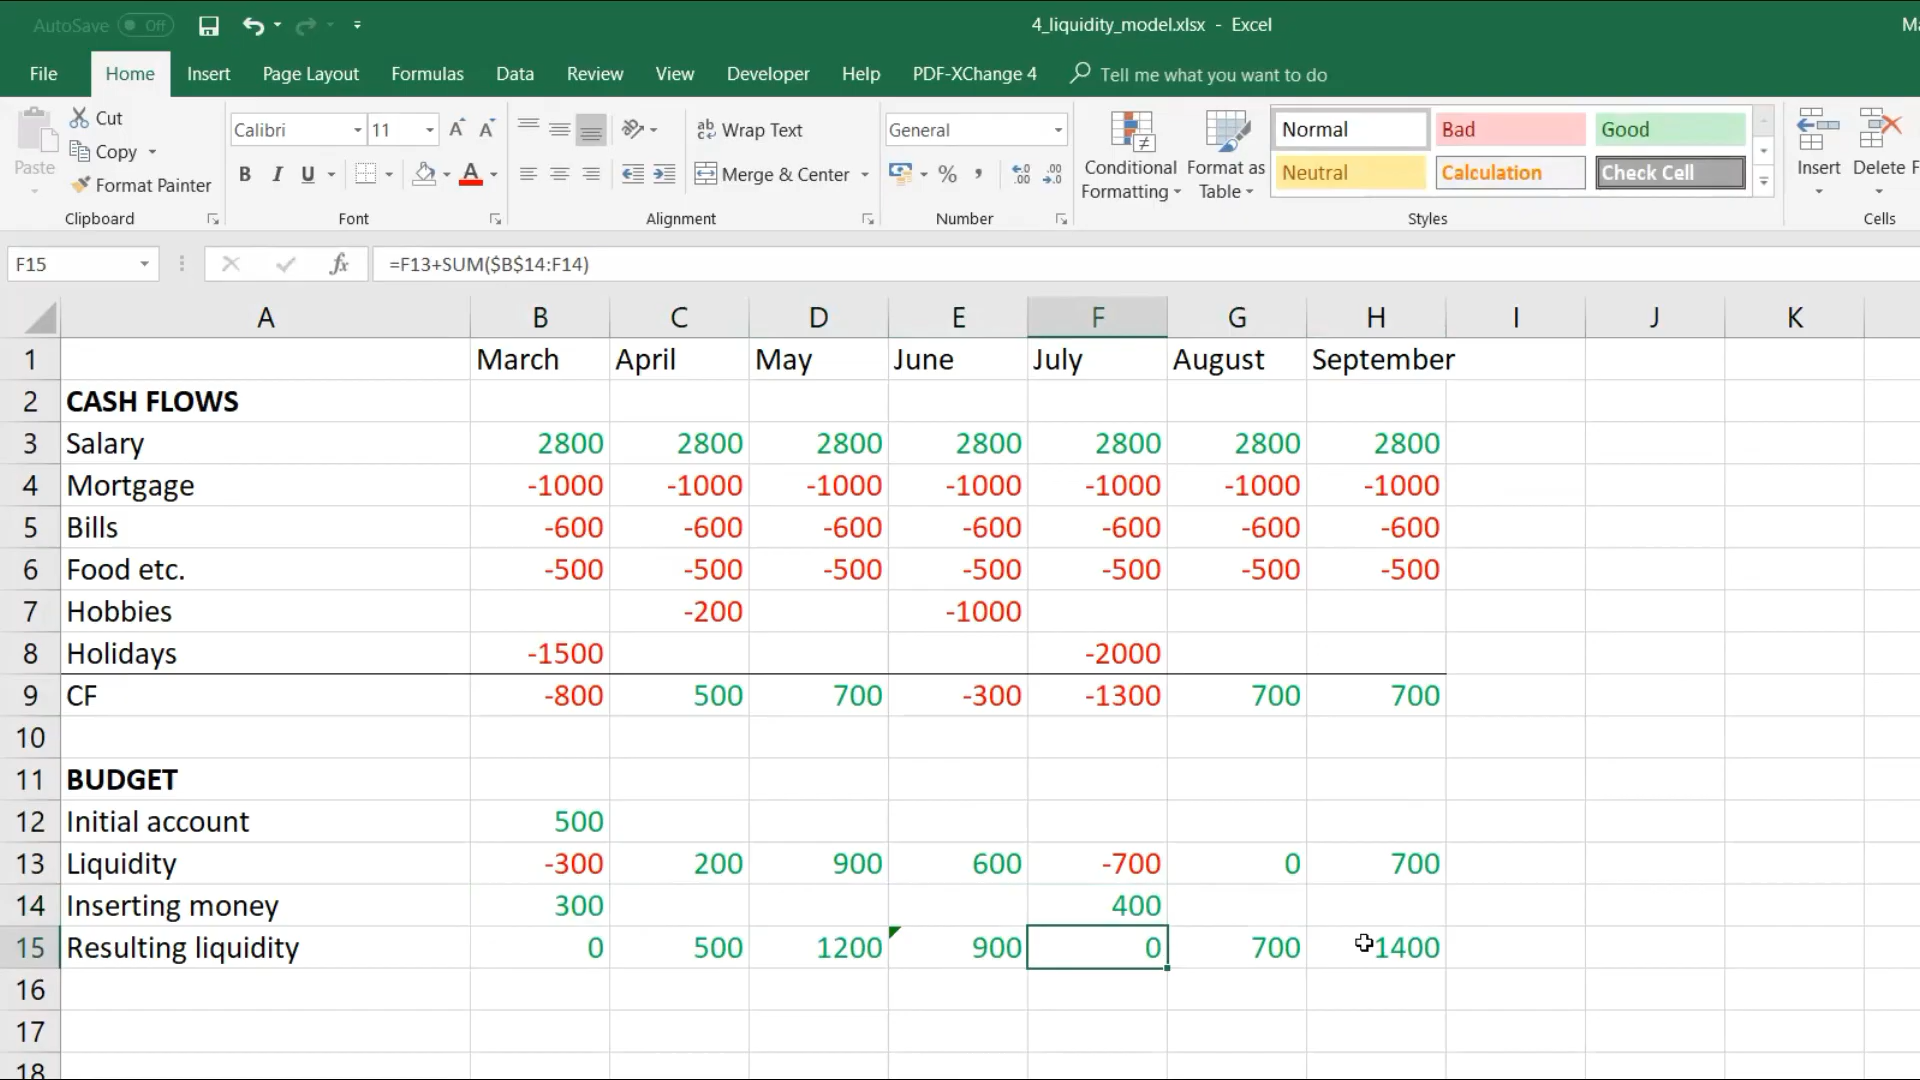 AutoSave Off 4_liquidity_model.xlsx - Excel Ma
File Home Insert Page Layout Formulas Data Review View Developer Help PDF-XChange 4 Tell me what you want to do
Paste Cut Copy Format Painter Clipboard
Calibri 11 B I U A Font
Wrap Text Merge & Center Alignment
General % Number
Conditional Formatting Format as Table
Normal Bad Good
Neutral Calculation Check Cell
Styles
Insert Delete F
Cells
F15 fx =F13+SUM($B$14:F14)
A B C D E F G H I J K
1 March April May June July August September
2 CASH FLOWS
3 Salary 2800 2800 2800 2800 2800 2800 2800
4 Mortgage -1000 -1000 -1000 -1000 -1000 -1000 -1000
5 Bills -600 -600 -600 -600 -600 -600 -600
6 Food etc. -500 -500 -500 -500 -500 -500 -500
7 Hobbies -200 -1000
8 Holidays -1500 -2000
9 CF -800 500 700 -300 -1300 700 700
10
11 BUDGET
12 Initial account 500
13 Liquidity -300 200 900 600 -700 0 700
14 Inserting money 300 400
15 Resulting liquidity 0 500 1200 900 0 700 1400
16
17
18